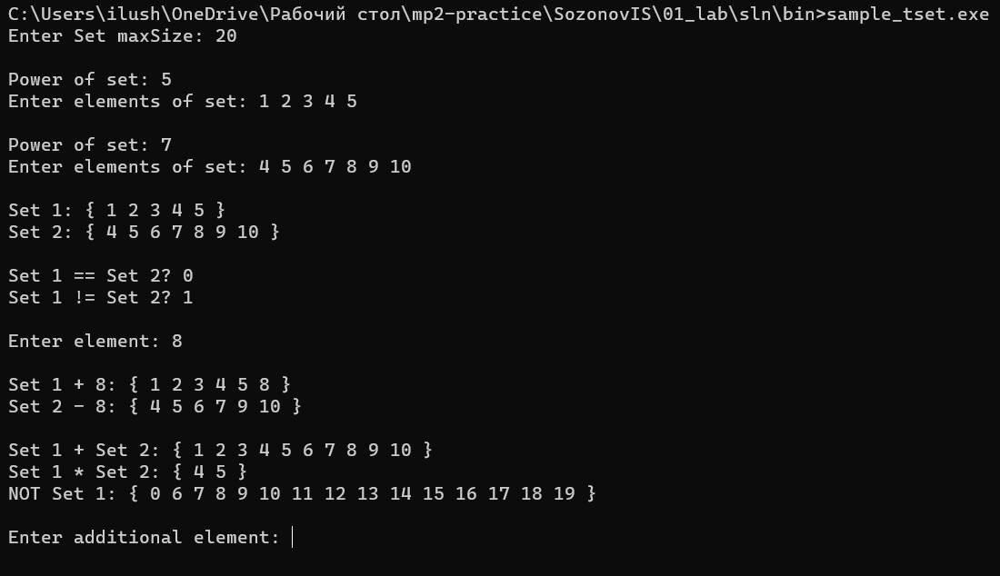 C:\Users\ilush\OneDrive\Рабочий стол\mp2-practice\SozonovIS\01_lab\sln\bin>sample_tset.exe
Enter Set maxSize: 20
Power of set: 5
Enter elements of set: 1 2 3 4 5
Power of set: 7
Enter elements of set: 4 5 6 7 8 9 10
Set 1: { 1 2 3 4 5 }
Set 2: { 4 5 6 7 8 9 10 }
Set 1 == Set 2? 0
Set 1 != Set 2? 1
Enter element: 8
Set 1 + 8: { 1 2 3 4 5 8 }
Set 2 - 8: { 4 5 6 7 9 10 }
Set 1 + Set 2: { 1 2 3 4 5 6 7 8 9 10 }
Set 1 * Set 2: { 4 5 }
NOT Set 1: { 0 6 7 8 9 10 11 12 13 14 15 16 17 18 19 }
Enter additional element: